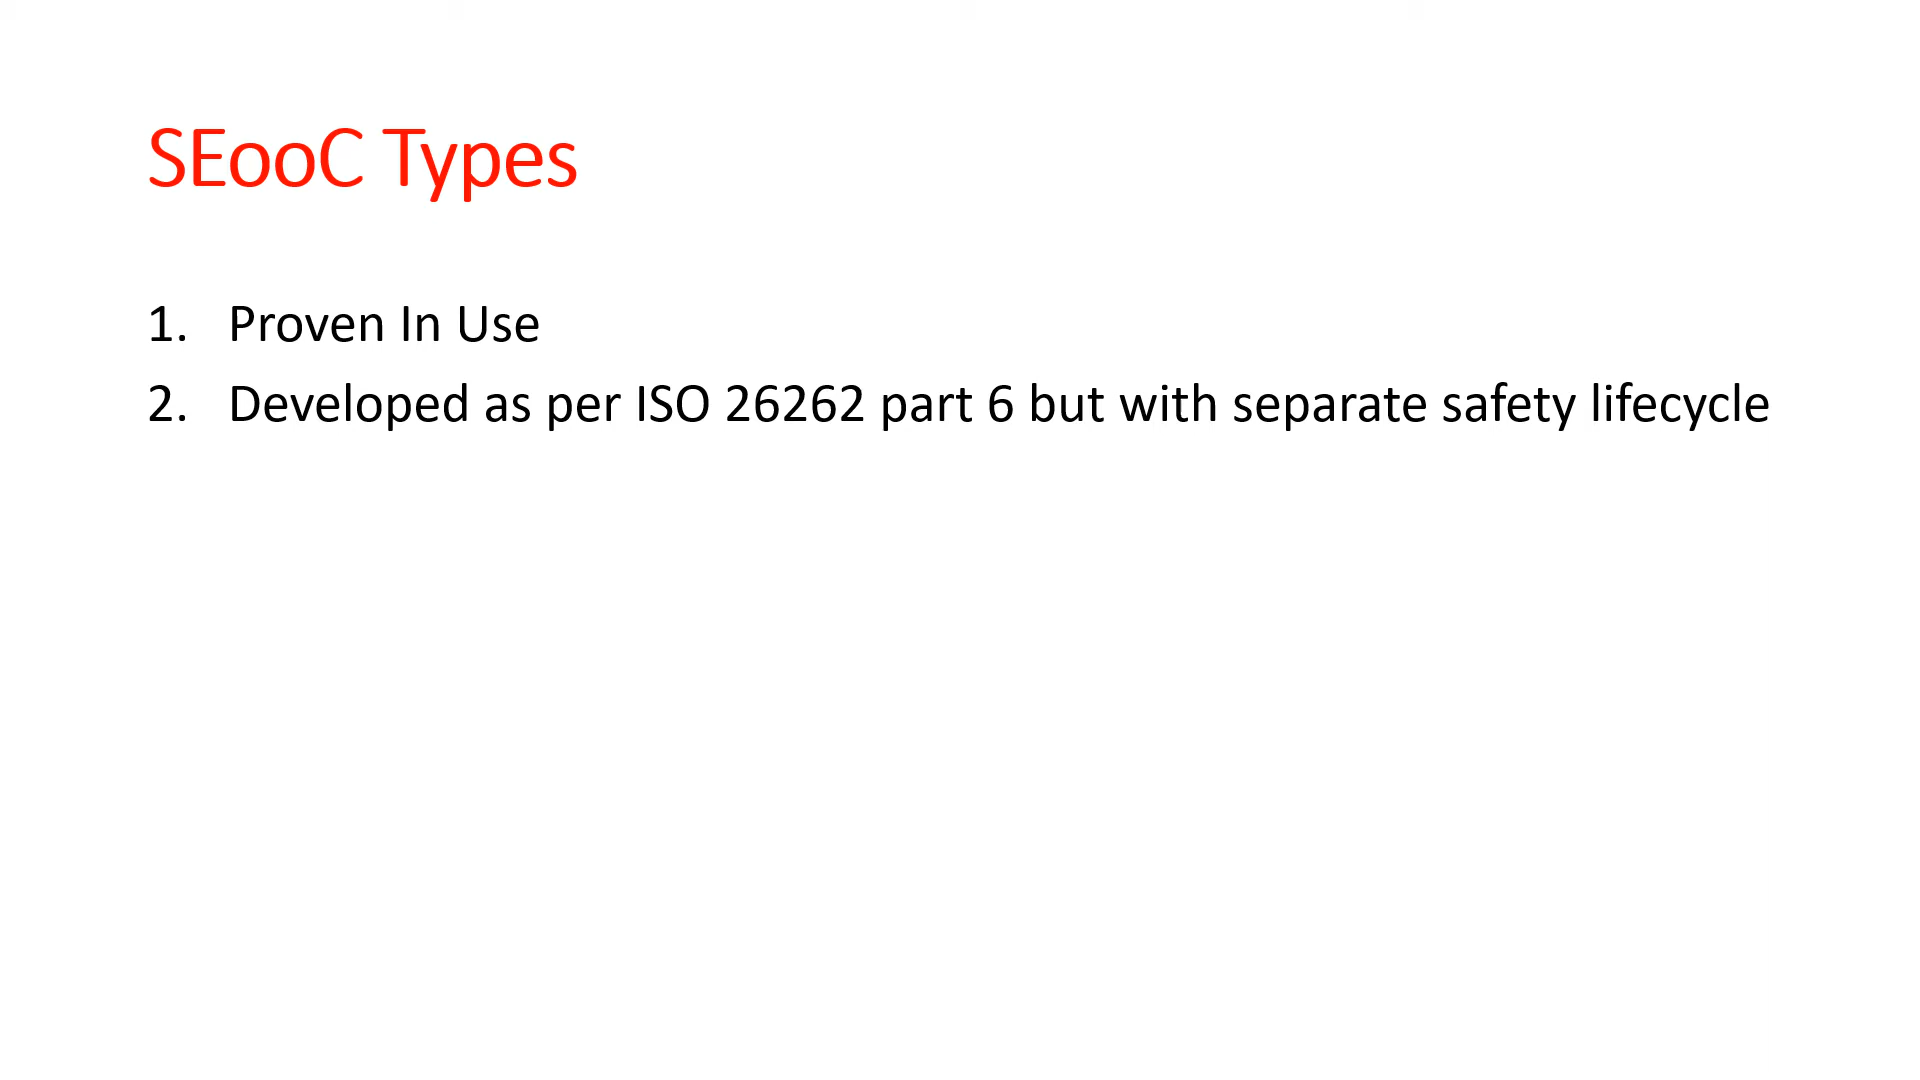 SEooC Types
1. Proven In Use
2. Developed as per ISO 26262 part 6 but with separate safety lifecycle